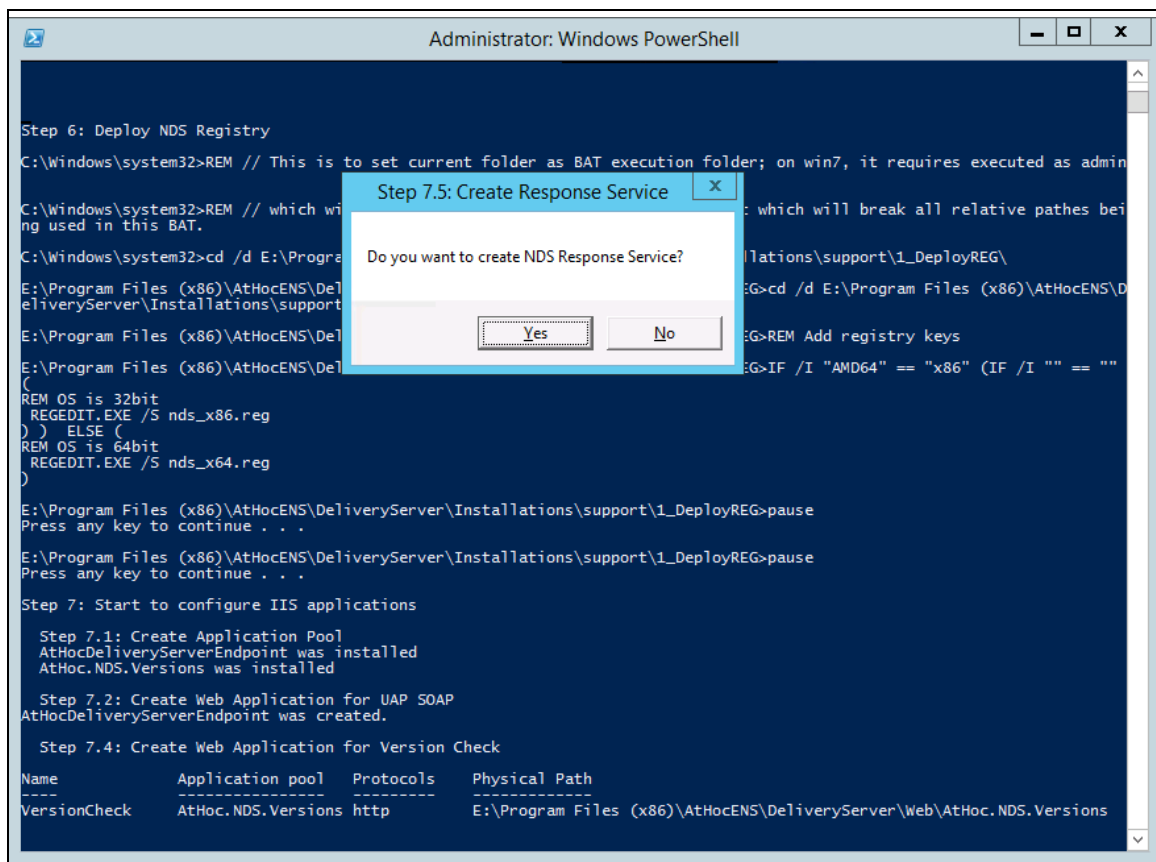 Administrator: Windows PowerShell
Step 6: Deploy NDS Registry
C:\Windows\system32>REM // This is to set current folder as BAT execution folder; on win7, it requires executed as admin
C:\Windows\system32>REM // which wi
which will break all relative pathes bei
ng used in this BAT.
C:\Windows\system32>cd /d E:\Progra
llations\support\1_DeployREG\
E:\Program Files (x86)\AtHocENS\Del
EG>cd /d E:\Program Files (x86)\AtHocENS\D
eliveryServer\Installations\support
E:\Program Files (x86)\AtHocENS\Del
EG>REM Add registry keys
E:\Program Files (x86)\AtHocENS\Del
EG>IF /I "AMD64" == "x86" (IF /I "" == ""
(
REM OS is 32bit
REGEDIT.EXE /S nds_x86.reg
) )  ELSE (
REM OS is 64bit
REGEDIT.EXE /S nds_x64.reg
)
E:\Program Files (x86)\AtHocENS\DeliveryServer\Installations\support\1_DeployREG>pause
Press any key to continue . . .
E:\Program Files (x86)\AtHocENS\DeliveryServer\Installations\support\1_DeployREG>pause
Press any key to continue . . .
Step 7: Start to configure IIS applications
Step 7.1: Create Application Pool
AtHocDeliveryServerEndpoint was installed
AtHoc.NDS.Versions was installed
Step 7.2: Create Web Application for UAP SOAP
AtHocDeliveryServerEndpoint was created.
Step 7.4: Create Web Application for Version Check
Name Application pool Protocols Physical Path
---- ---------------- --------- -------------
VersionCheck AtHoc.NDS.Versions http E:\Program Files (x86)\AtHocENS\DeliveryServer\Web\AtHoc.NDS.Versions
Step 7.5: Create Response Service
Do you want to create NDS Response Service?
Yes No